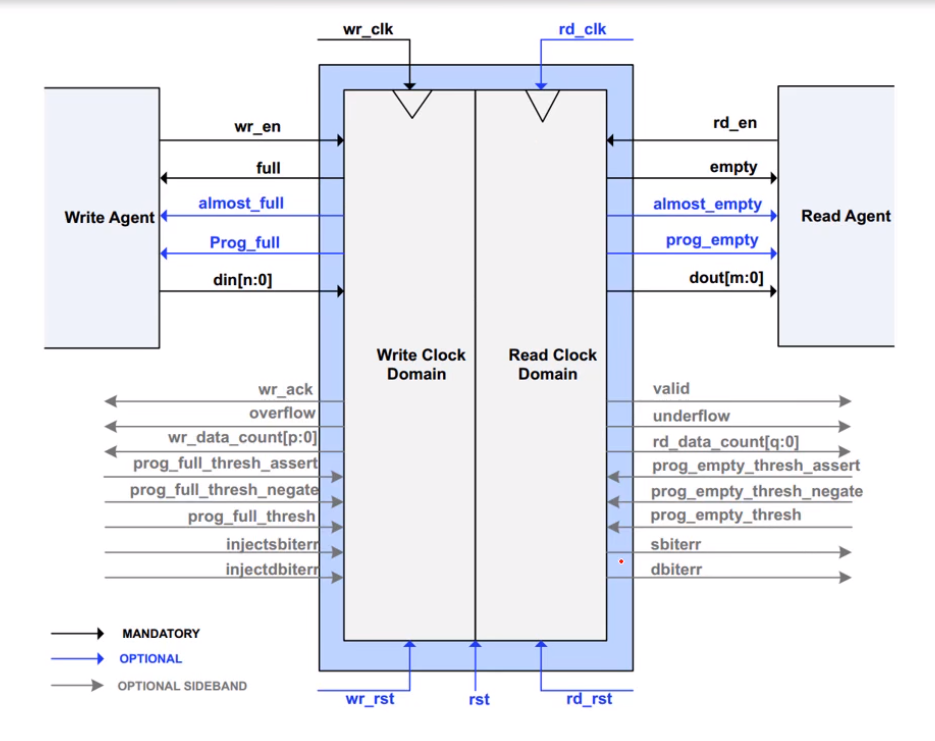 wr_clk
rd_clk
wr_en
rd_en
full
empty
almost_full
almost_empty
Write Agent
Read Agent
Prog_full
prog_empty
din[n:0]
dout[m:0]
Write Clock
Domain
Read Clock
Domain
wr_ack
valid
overflow
underflow
wr_data_count[p:0]
rd_data_count[q:0]
prog_full_thresh_assert
prog_empty_thresh_assert
prog_full_thresh_negate
prog_empty_thresh_negate
prog_full_thresh
prog_empty_thresh
injectsbiterr
sbiterr
injectdbiterr
dbiterr
MANDATORY
OPTIONAL
OPTIONAL SIDEBAND
wr_rst
rst
rd_rst